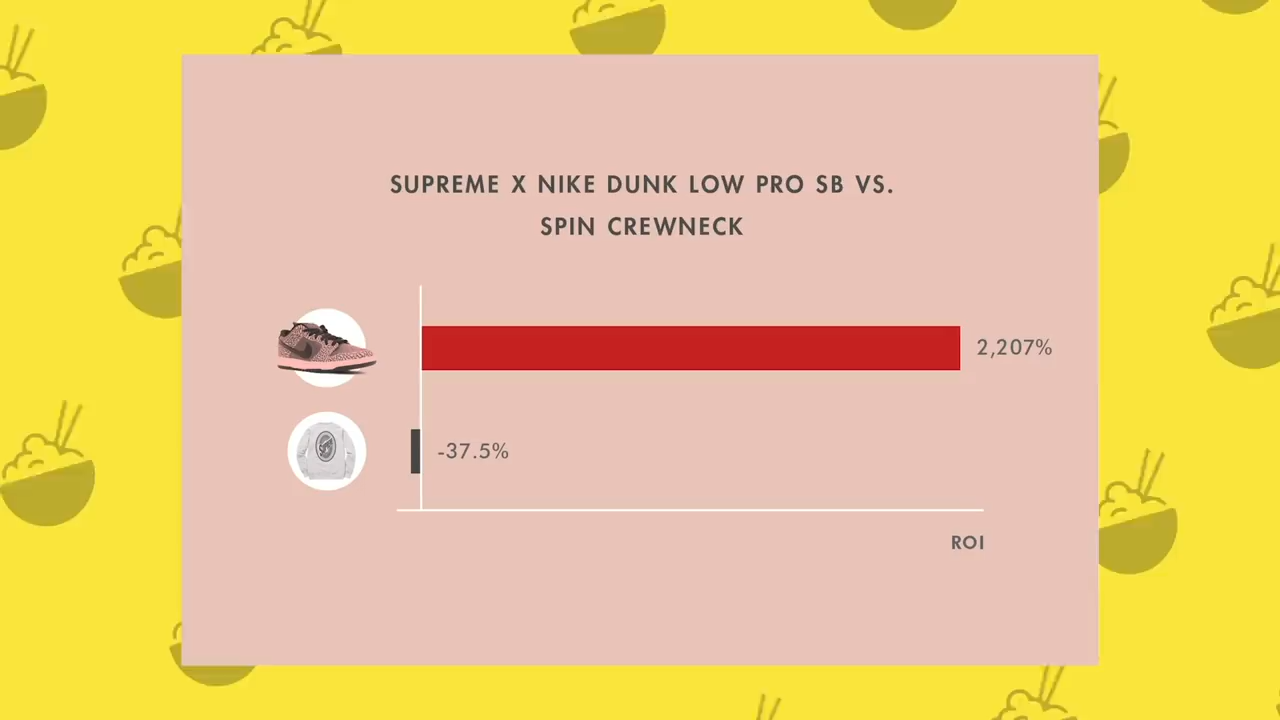 SUPREME X NIKE DUNK LOW PRO SB VS.
SPIN CREWNECK
2,207%
-37.5%
ROI